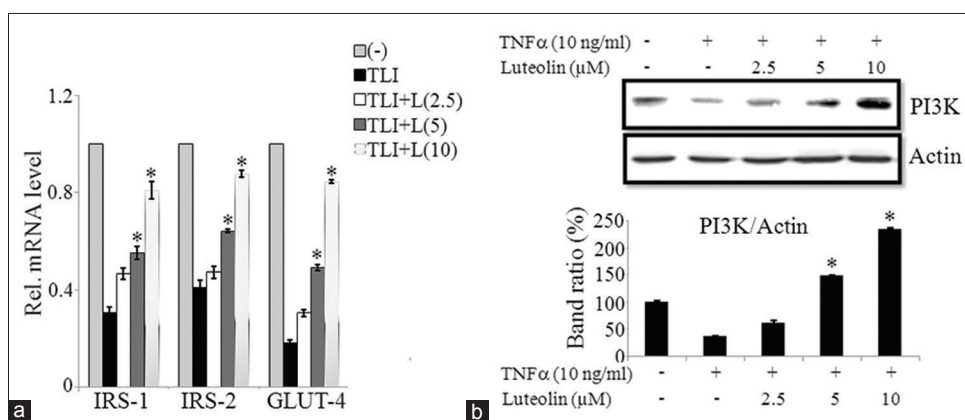 (-)
TLI
TLI+L(2.5)
TLI+L(5)
TLI+L(10)
Rel. mRNA level
1.2
0.8
0.4
0
* * *
* * *
IRS-1 IRS-2 GLUT-4
a
TNFα (10 ng/ml) - + + + +
Luteolin (µM) - - 2.5 5 10
PI3K
Actin
PI3K/Actin
Band ratio (%)
250
200
150
100
50
0
* *
TNFα (10 ng/ml) - + + + +
Luteolin (µM) - - 2.5 5 10
b